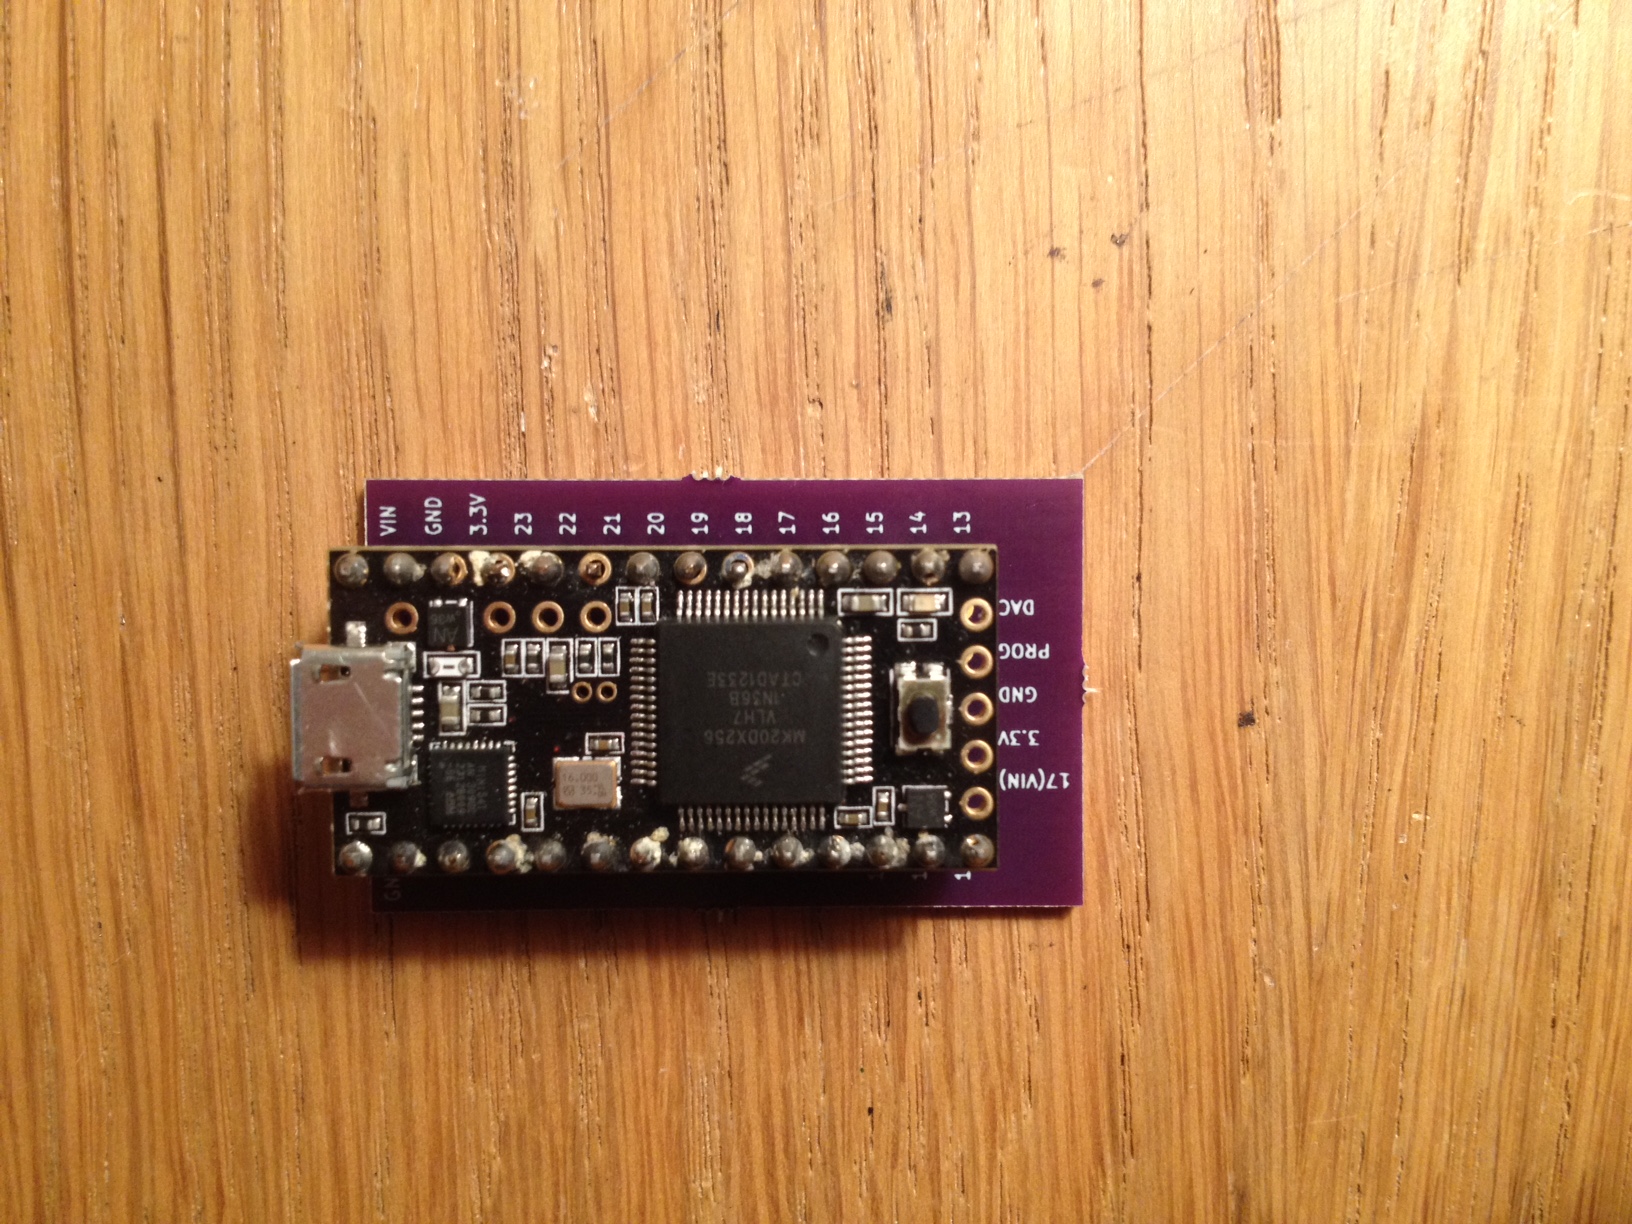 VIN
GND
3.3V
23
22
21
20
19
18
17
16
15
14
13
DAC
PROG
GND
3.3V
17(VIN)
MK20DX256
VLH7
1N36B
CTAD1233E
16.000
AN
W36